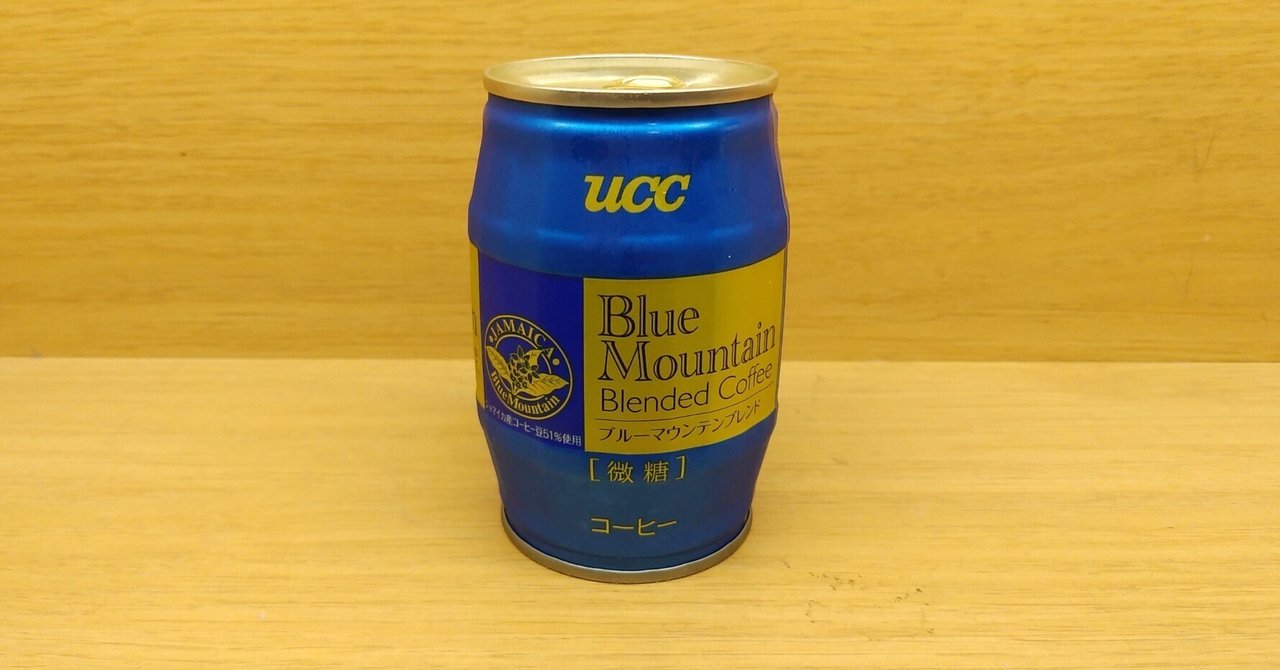 UCC
JAMAICA
Blue Mountain
ジャマイカ産コーヒー豆51%使用
Blue
Mountain
Blended Coffee
ブルーマウンテンブレンド
[微糖]
コーヒー